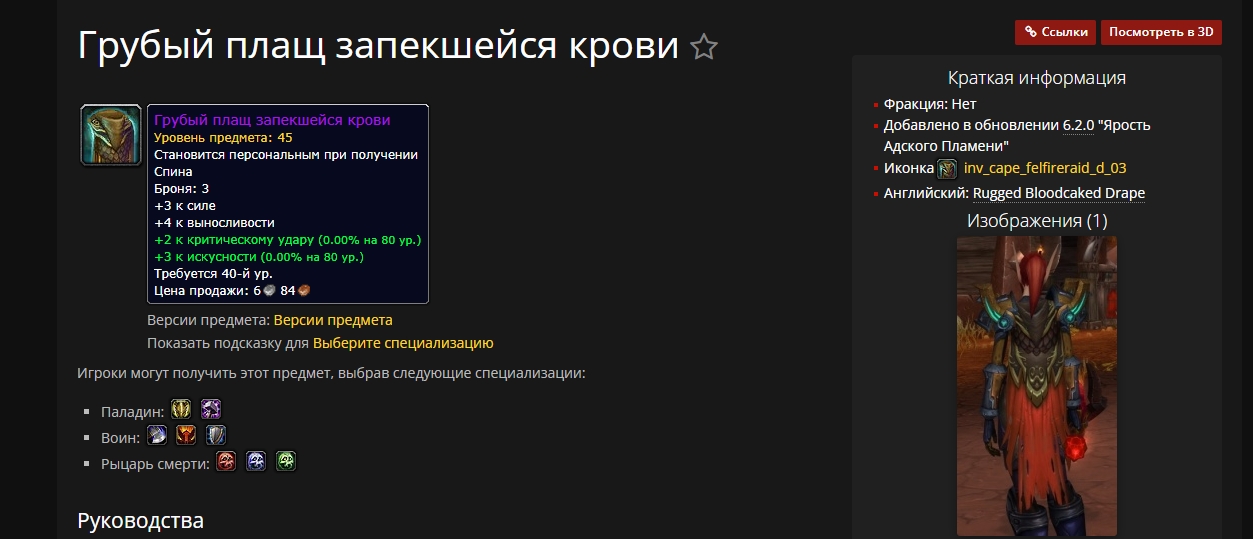 Грубый плащ запекшейся крови
Ссылки
Посмотреть в 3D
Грубый плащ запекшейся крови
Уровень предмета: 45
Становится персональным при получении
Спина
Броня: 3
+3 к силе
+4 к выносливости
+2 к критическому удару (0.00% на 80 ур.)
+3 к искусности (0.00% на 80 ур.)
Требуется 40-й ур.
Цена продажи: 6 84
Версии предмета: Версии предмета
Показать подсказку для Выберите специализацию
Игроки могут получить этот предмет, выбрав следующие специализации:
Паладин:
Воин:
Рыцарь смерти:
Руководства
Краткая информация
Фракция: Нет
Добавлено в обновлении 6.2.0 "Ярость
Адского Пламени"
Иконка inv_cape_felfireraid_d_03
Английский: Rugged Bloodcaked Drape
Изображения (1)